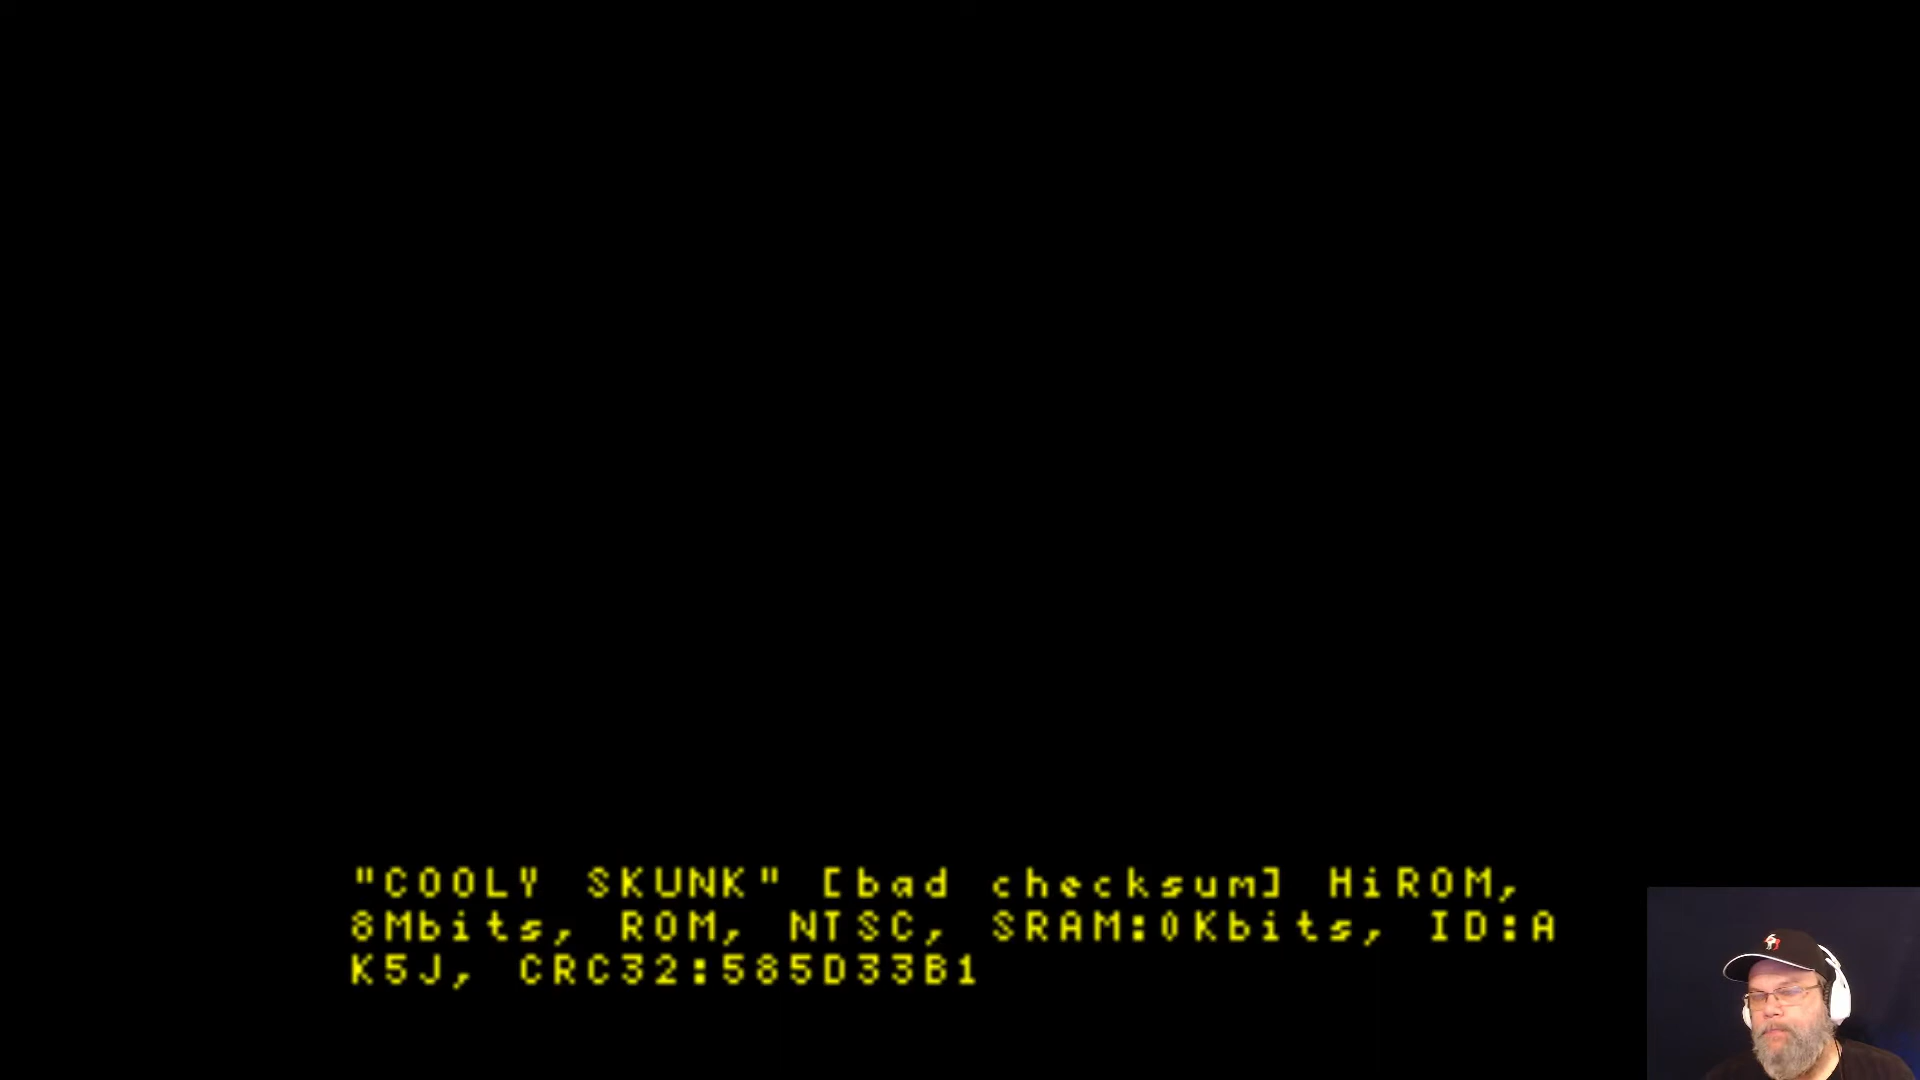 "COOLY SKUNK" [bad checksum] HiROM,
8Mbits, ROM, NTSC, SRAM:0Kbits, ID:A
K5J, CRC32:585D33B1